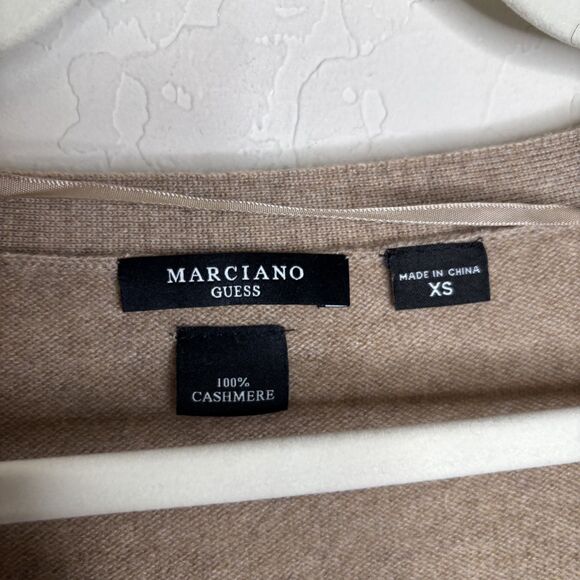 MARCIANO
GUESS
MADE IN CHINA
XS
100%
CASHMERE